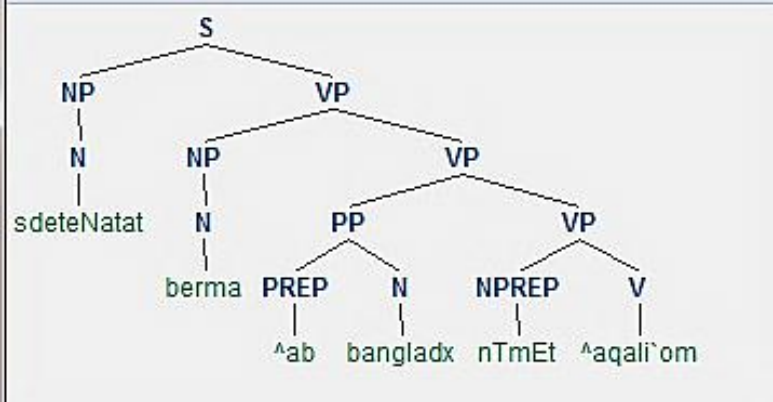 S
NP VP
N NP VP
sdeteNatat N PP VP
berma PREP N NPREP V
^ab bangladx nTmEt ^aqali`om